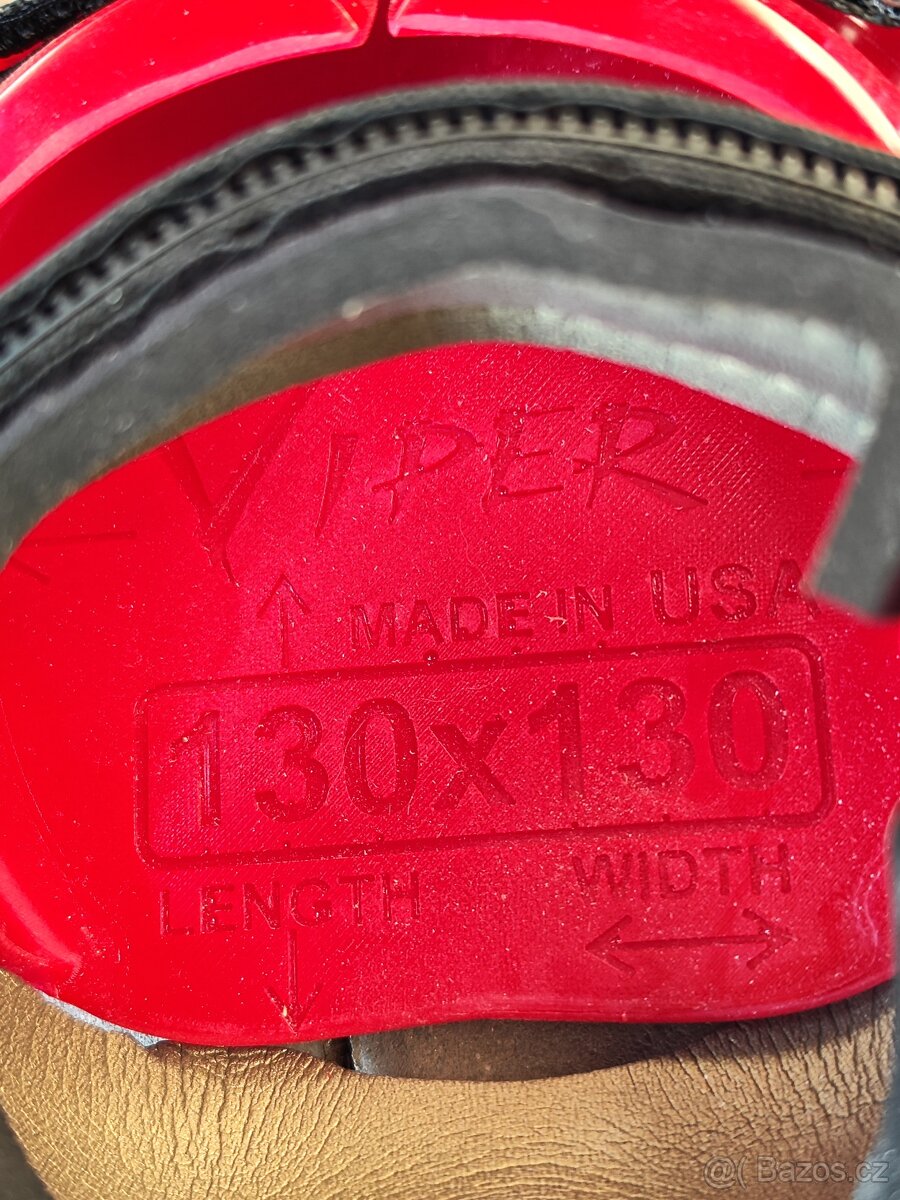 VIPER
MADE IN USA
130x130
LENGTH WIDTH
@( Bazos.cz